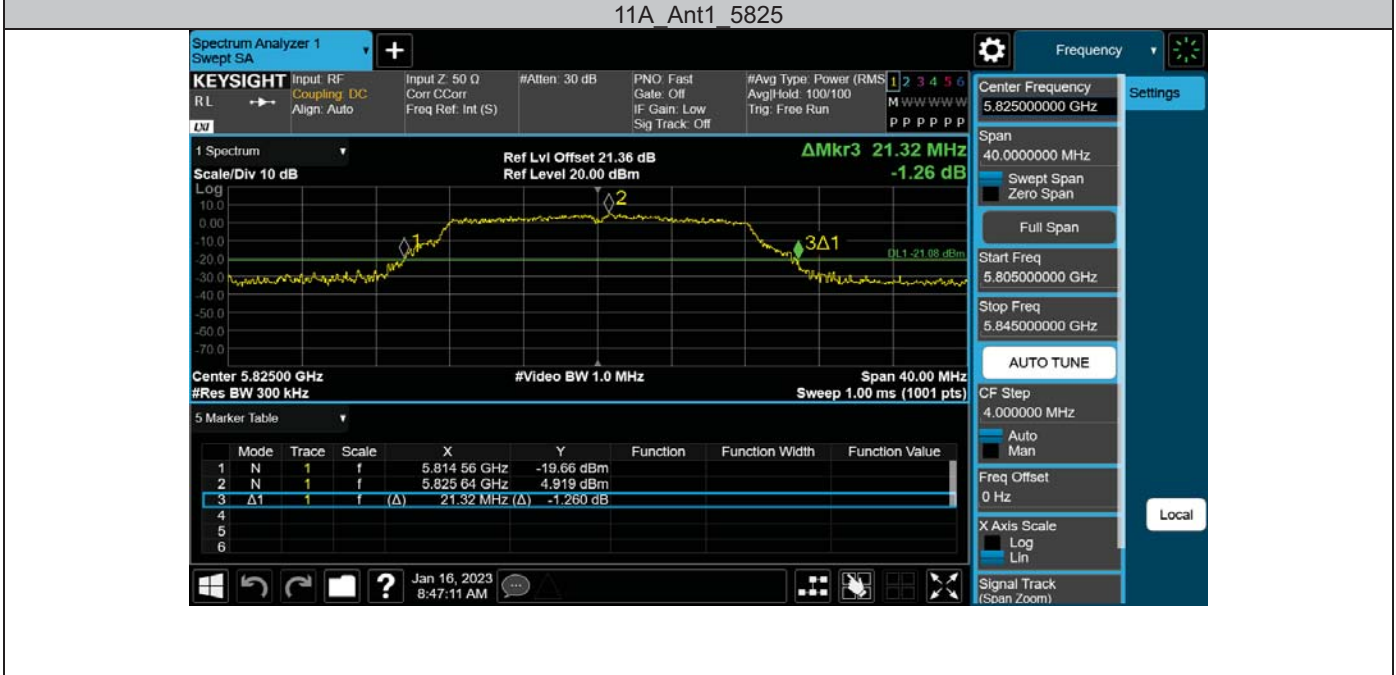 11A_Ant1_5825
Spectrum Analyzer 1
Swept SA
+
Frequency
KEYSIGHT
RL
LXI
Input: RF
Coupling: DC
Align: Auto
Input Z: 50 Ω
Corr CCorr
Freq Ref: Int (S)
#Atten: 30 dB
PNO: Fast
Gate: Off
IF Gain: Low
Sig Track: Off
#Avg Type: Power (RMS
Avg|Hold: 100/100
Trig: Free Run
1 2 3 4 5 6
M W W W W W
P P P P P P
1 Spectrum
Scale/Div 10 dB
Ref Lvl Offset 21.36 dB
Ref Level 20.00 dBm
ΔMkr3 21.32 MHz
-1.26 dB
Log
10.0
0.00
-10.0
-20.0
-30.0
-40.0
-50.0
-60.0
-70.0
1
2
3Δ1
DL1 -21.08 dBm
Center 5.82500 GHz
#Res BW 300 kHz
#Video BW 1.0 MHz
Span 40.00 MHz
Sweep 1.00 ms (1001 pts)
5 Marker Table
Mode Trace Scale X Y Function Function Width Function Value
1 N 1 f 5.814 56 GHz -19.66 dBm
2 N 1 f 5.825 64 GHz 4.919 dBm
3 Δ1 1 f (Δ) 21.32 MHz (Δ) -1.260 dB
4
5
6
?
Jan 16, 2023
8:47:11 AM
Center Frequency
5.825000000 GHz
Span
40.0000000 MHz
Swept Span
Zero Span
Full Span
Start Freq
5.805000000 GHz
Stop Freq
5.845000000 GHz
AUTO TUNE
CF Step
4.000000 MHz
Auto
Man
Freq Offset
0 Hz
X Axis Scale
Log
Lin
Signal Track
(Span Zoom)
Settings
Local